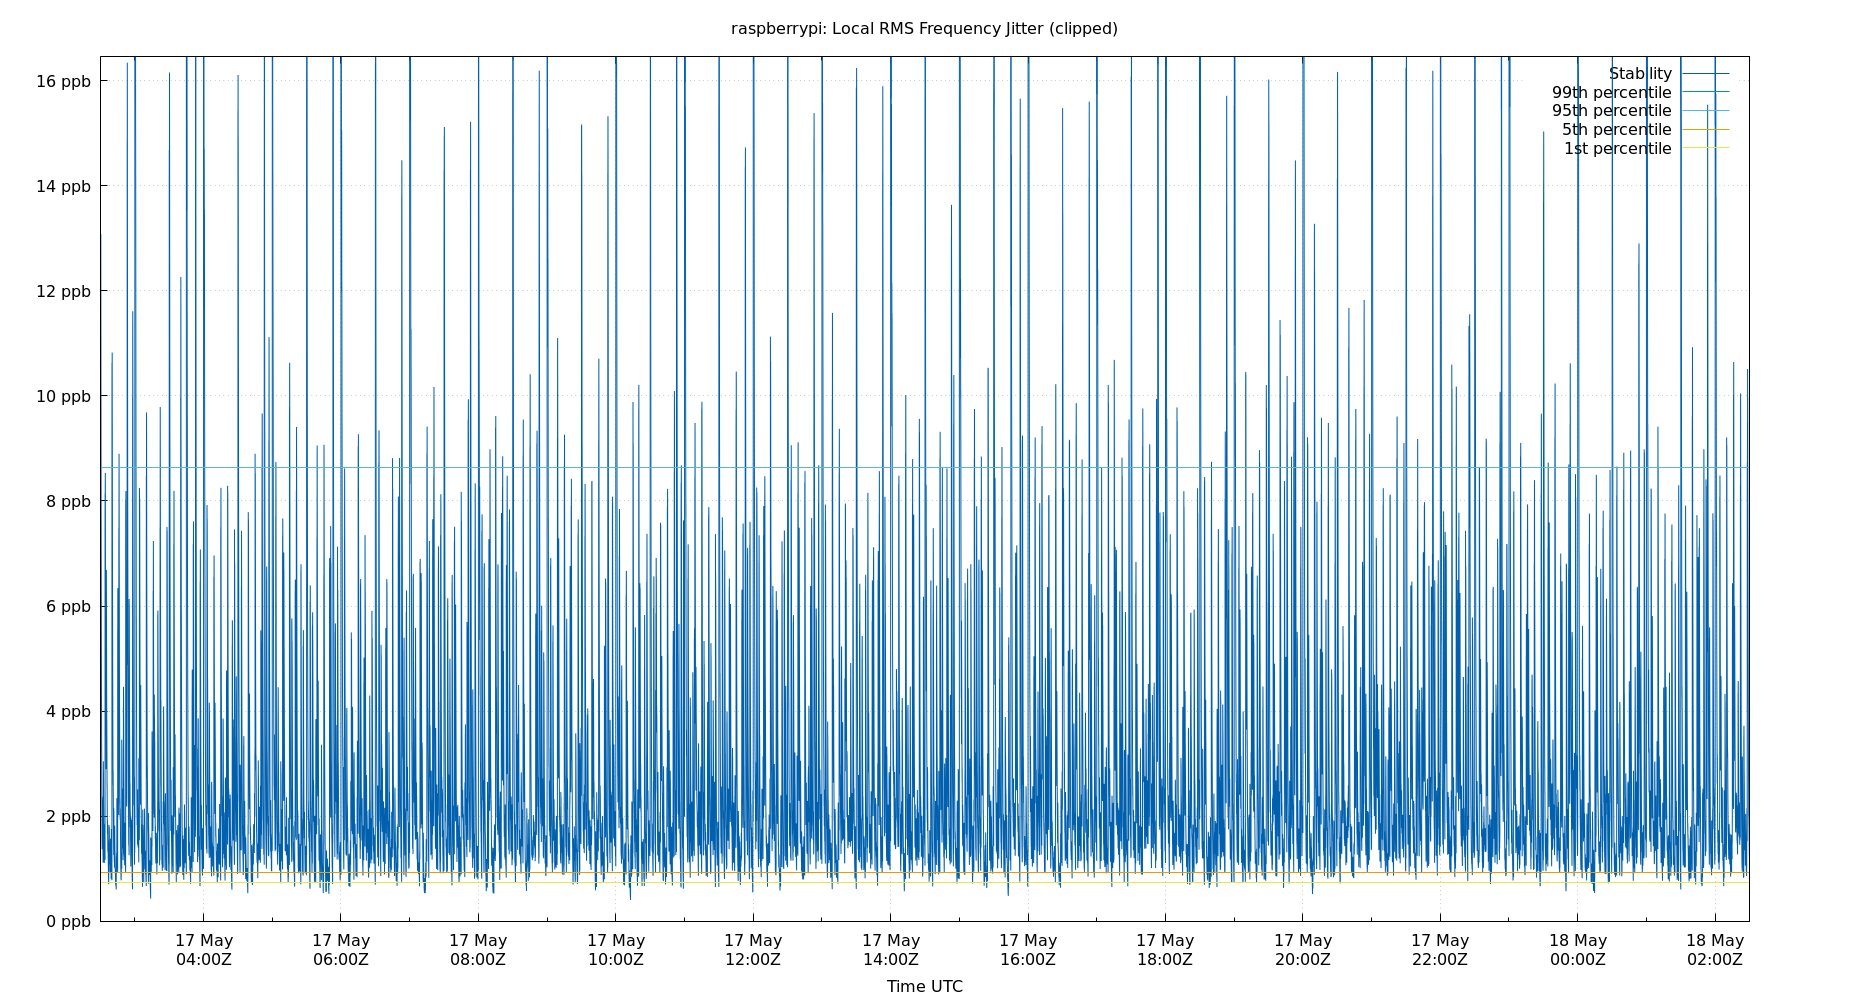 raspberrypi: Local RMS Frequency Jitter (clipped)
16 ppb
14 ppb
12 ppb
10 ppb
8 ppb
6 ppb
4 ppb
2 ppb
0 ppb
Stability
99th percentile
95th percentile
5th percentile
1st percentile
17 May
04:00Z
17 May
06:00Z
17 May
08:00Z
17 May
10:00Z
17 May
12:00Z
17 May
14:00Z
17 May
16:00Z
17 May
18:00Z
17 May
20:00Z
17 May
22:00Z
18 May
00:00Z
18 May
02:00Z
Time UTC